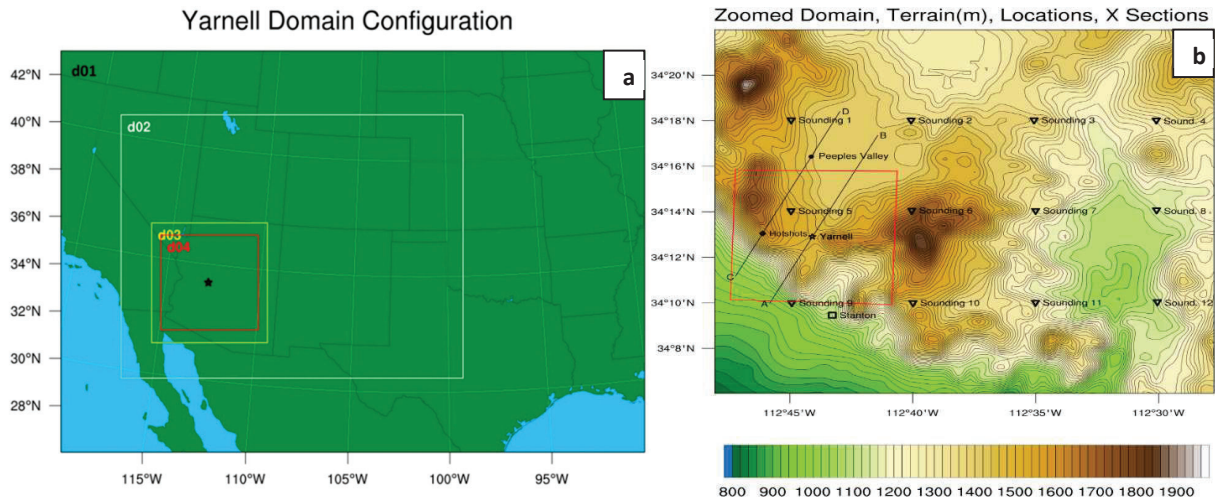 Yarnell Domain Configuration
a
d01
d02
d03
d04
42°N
40°N
38°N
36°N
34°N
32°N
30°N
28°N
115°W
110°W
105°W
100°W
95°W
Zoomed Domain, Terrain(m), Locations, X Sections
b
34°20'N
34°18'N
34°16'N
34°14'N
34°12'N
34°10'N
34°8'N
D
Sounding 1
Sounding 2
Sounding 3
Sound. 4
B
Peeples Valley
Sounding 5
Sounding 6
Sounding 7
Sound. 8
Hotshots
Yarnell
C
A
Sounding 9
Sounding 10
Sounding 11
Sound. 12
Stanton
112°45'W
112°40'W
112°35'W
112°30'W
800 900 1000 1100 1200 1300 1400 1500 1600 1700 1800 1900